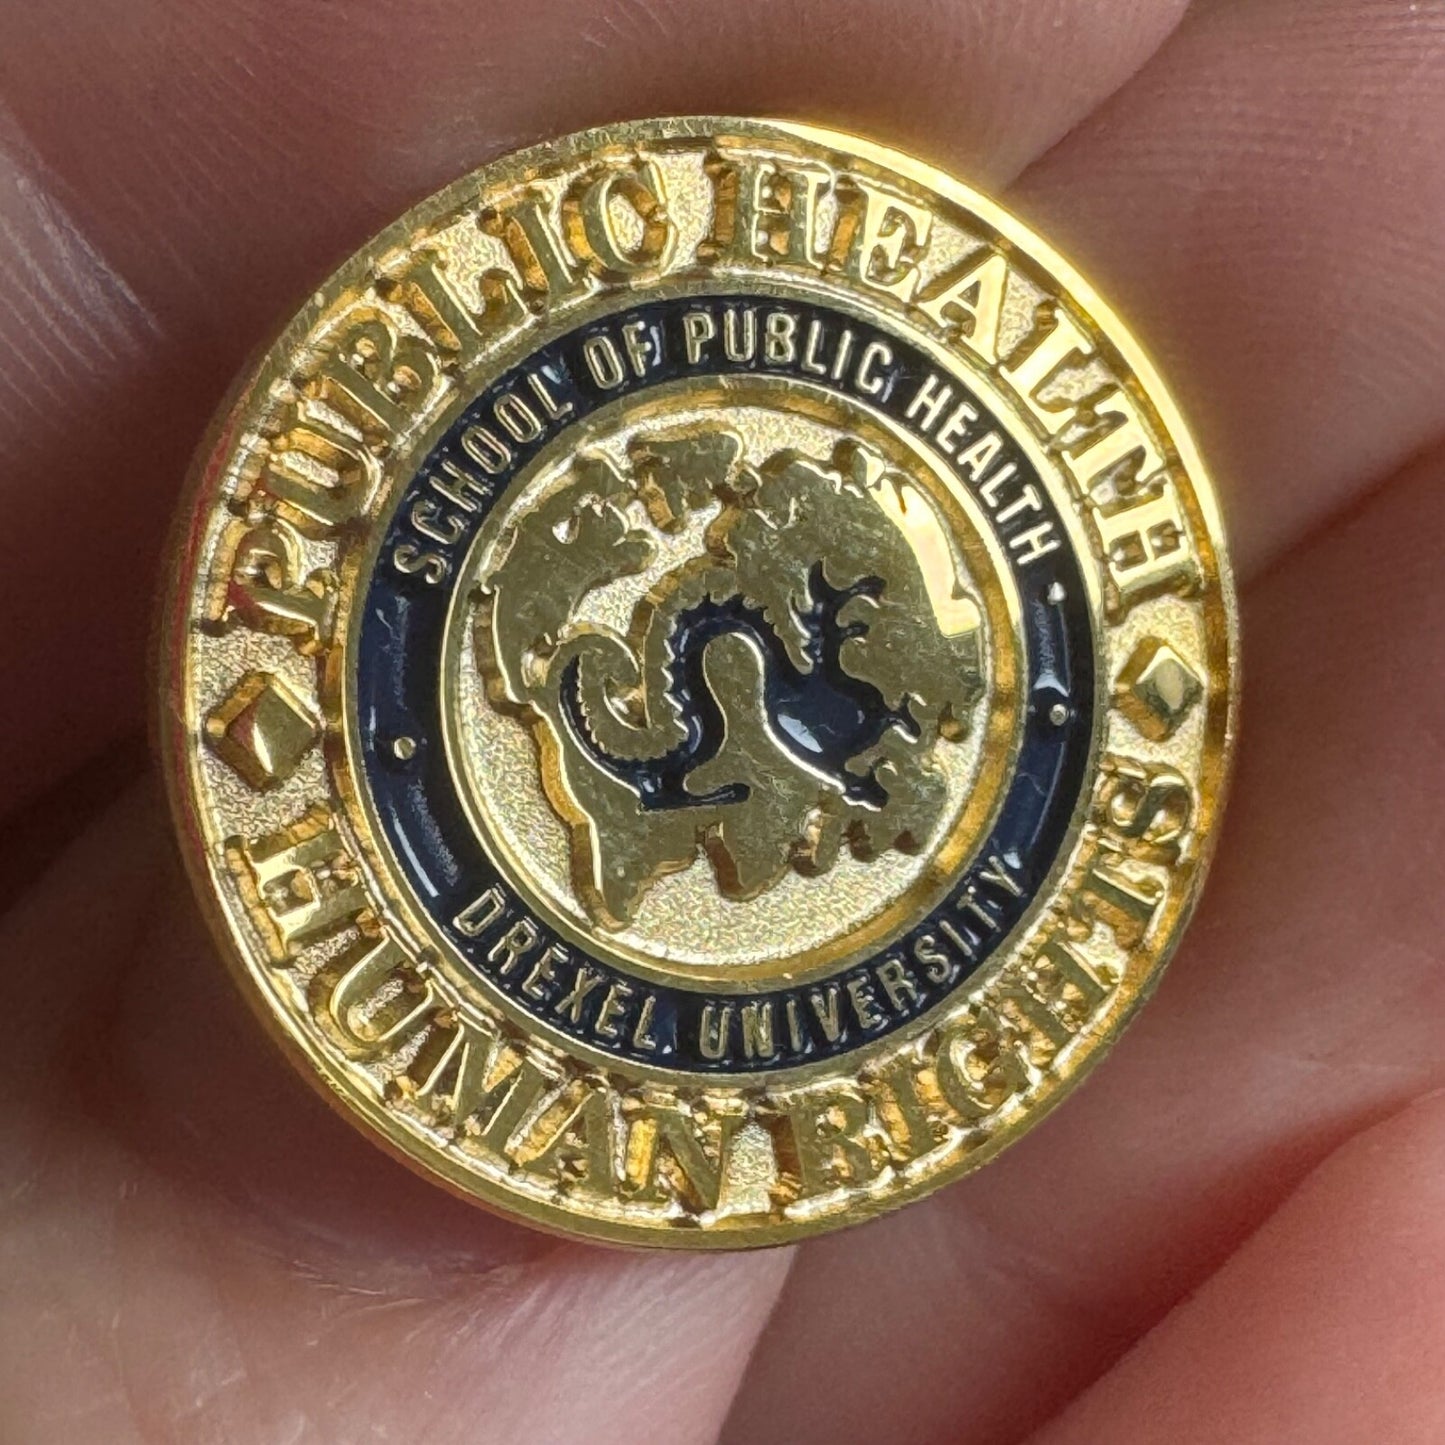 PUBLIC HEALTH
SCHOOL OF PUBLIC HEALTH
DREXEL UNIVERSITY
HUMAN RIGHTS